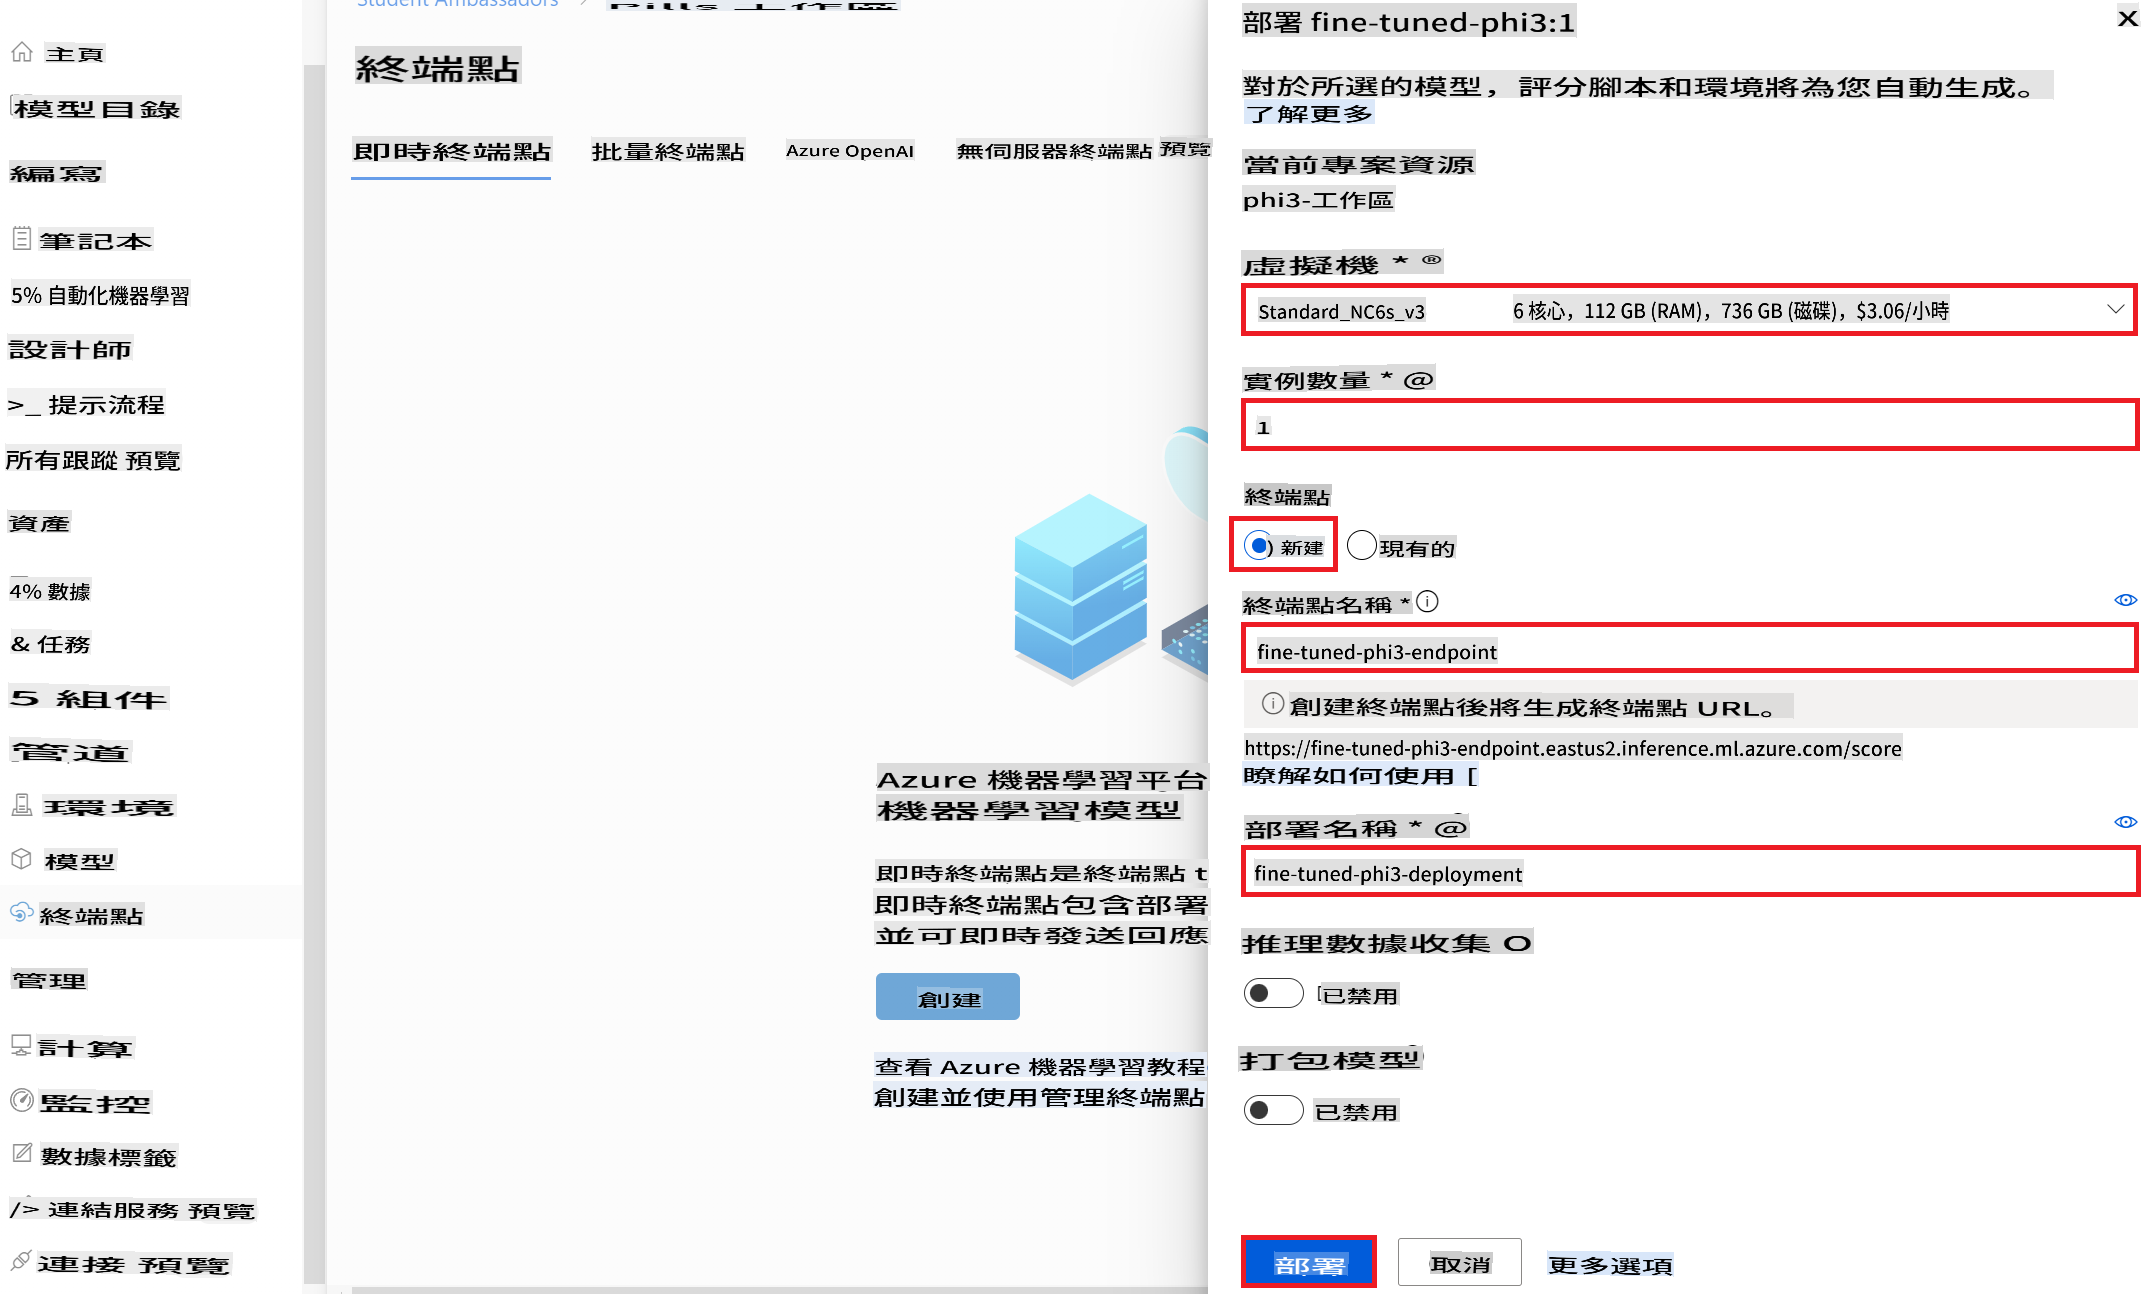 Student Ambassadors
主頁
模型目錄
編寫
筆記本
5% 自動化機器學習
設計師
>_ 提示流程
所有跟蹤 預覽
資產
4% 數據
& 任務
5 組件
管道
環境
模型
終端點
管理
計算
監控
數據標籤
/> 連結服務 預覽
連接 預覽
終端點
即時終端點
批量終端點
Azure OpenAI
無伺服器終端點 預覽
Azure 機器學習平台
機器學習模型
即時終端點是終端點 t
即時終端點包含部署
並可即時發送回應
創建
查看 Azure 機器學習教程
創建並使用管理終端點
部署 fine-tuned-phi3:1
X
對於所選的模型，評分腳本和環境將為您自動生成。
了解更多
當前專案資源
phi3-工作區
虛擬機 * ®
Standard_NC6s_v3 6 核心，112 GB (RAM)，736 GB (磁碟)，$3.06/小時
實例數量 * @
1
終端點
) 新建 現有的
終端點名稱 *
fine-tuned-phi3-endpoint
創建終端點後將生成終端點 URL。
https://fine-tuned-phi3-endpoint.eastus2.inference.ml.azure.com/score
瞭解如何使用 [
部署名稱 * @
fine-tuned-phi3-deployment
推理數據收集 O
已禁用
打包模型
已禁用
部署
取消
更多選項